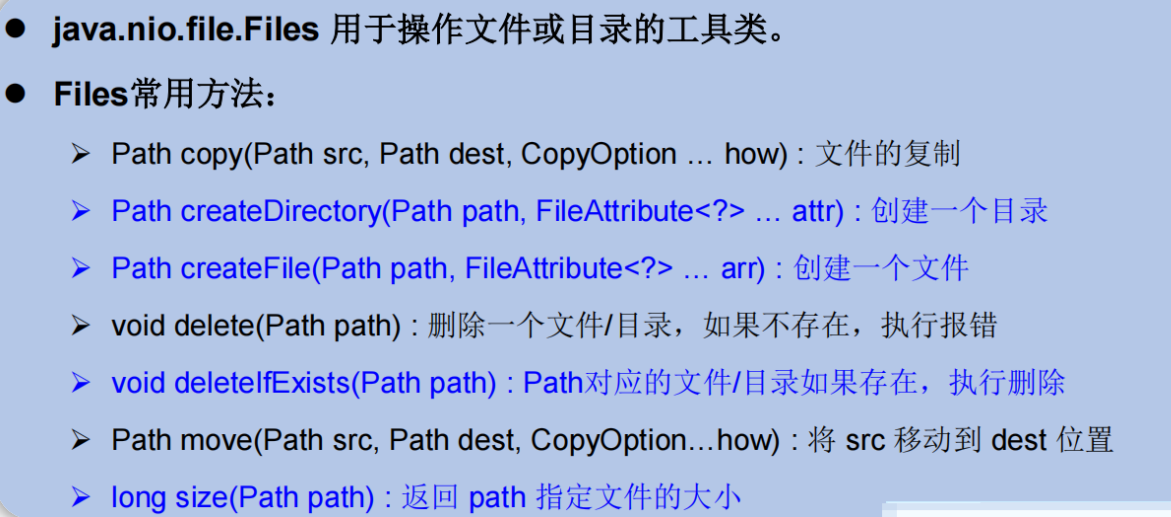 ● java.nio.file.Files 用于操作文件或目录的工具类。
● Files常用方法：
➢ Path copy(Path src, Path dest, CopyOption … how) : 文件的复制
➢ Path createDirectory(Path path, FileAttribute<?> … attr) : 创建一个目录
➢ Path createFile(Path path, FileAttribute<?> … arr) : 创建一个文件
➢ void delete(Path path) : 删除一个文件/目录，如果不存在，执行报错
➢ void deleteIfExists(Path path) : Path对应的文件/目录如果存在，执行删除
➢ Path move(Path src, Path dest, CopyOption…how) : 将 src 移动到 dest 位置
➢ long size(Path path) : 返回 path 指定文件的大小